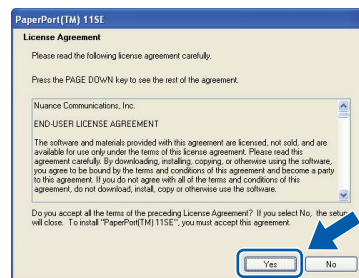 PaperPort(TM) 11SE
License Agreement
Please read the following license agreement carefully.
Press the PAGE DOWN key to see the rest of the agreement.
Nuance Communications, Inc.
END-USER LICENSE AGREEMENT
The software and materials provided with this agreement are licensed, not sold, and are
available for use only under the terms of this license agreement. Please read this
agreement carefully. By downloading, installing, copying, or otherwise using the software,
you agree to be bound by the terms and conditions of this agreement and become a party
to this agreement. If you do not agree with all of the terms and conditions of this
agreement, do not download, install, copy or otherwise use the software.
Do you accept all the terms of the preceding License Agreement? If you select No, the setup
will close. To install "PaperPort(TM) 11SE", you must accept this agreement.
Yes No